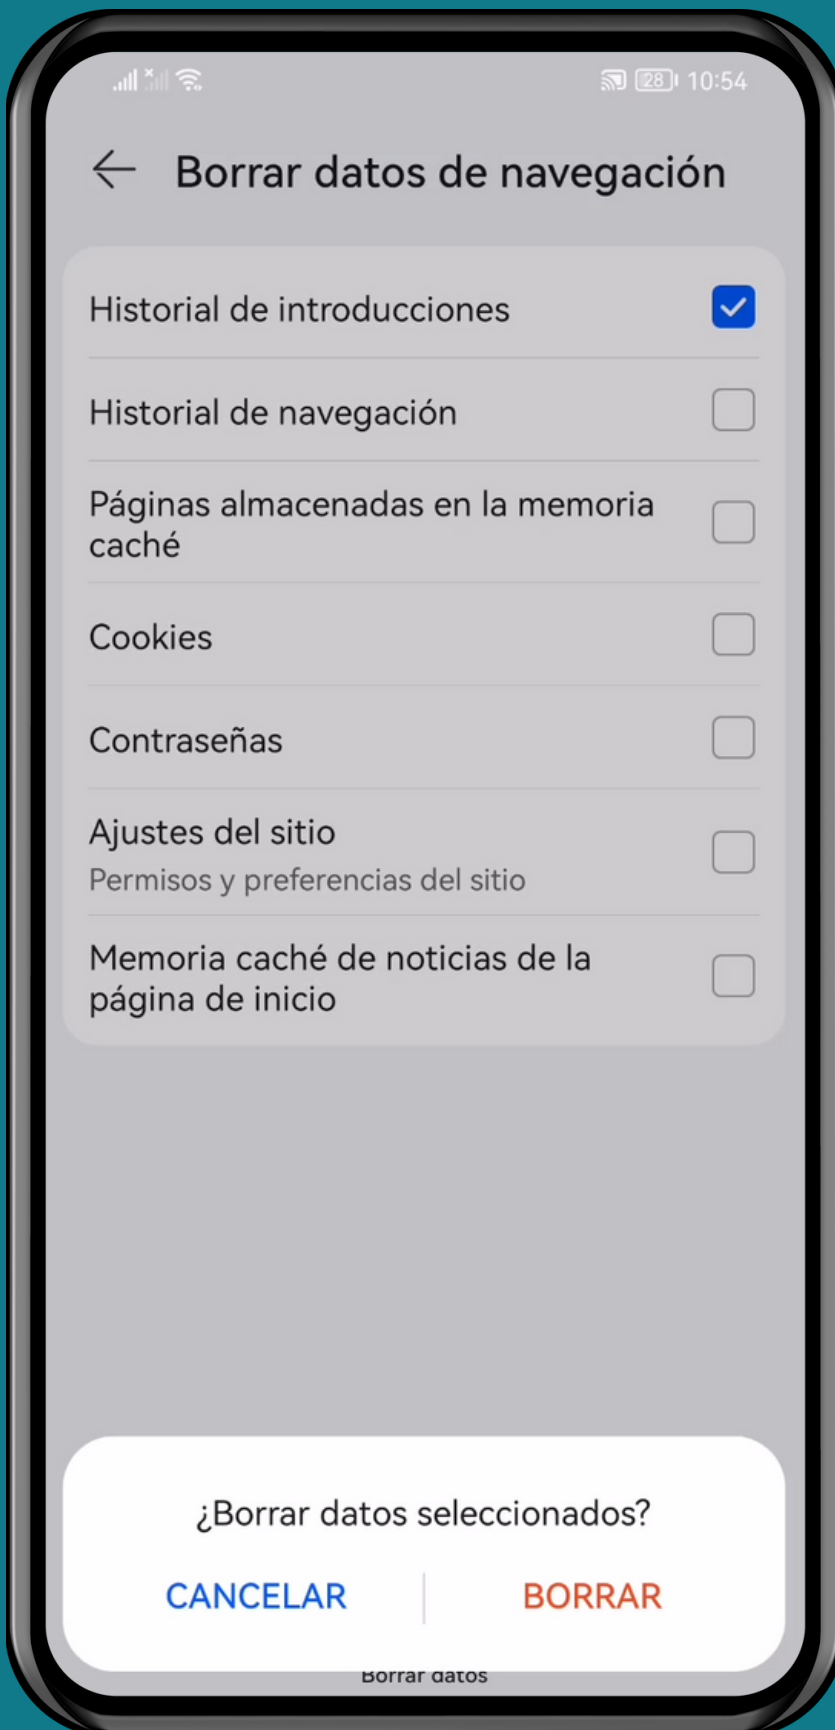 28 10:54
Borrar datos de navegación
Historial de introducciones
Historial de navegación
Páginas almacenadas en la memoria
caché
Cookies
Contraseñas
Ajustes del sitio
Permisos y preferencias del sitio
Memoria caché de noticias de la
página de inicio
¿Borrar datos seleccionados?
CANCELAR BORRAR
Borrar datos